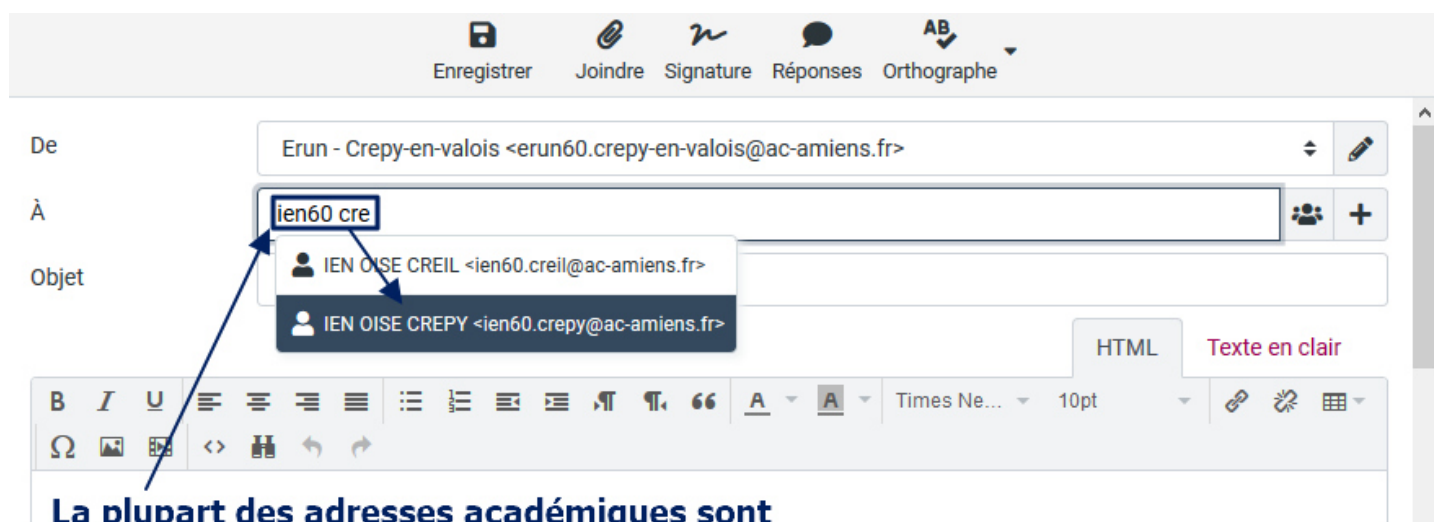 Enregistrer Joindre Signature Réponses Orthographe
De Erun - Crepy-en-valois <erun60.crepy-en-valois@ac-amiens.fr>
À ien60 cre
IEN OISE CREIL <ien60.creil@ac-amiens.fr>
Objet
IEN OISE CREPY <ien60.crepy@ac-amiens.fr>
HTML Texte en clair
B I U A A Times Ne... 10pt
Ω
La plupart des adresses académiques sont